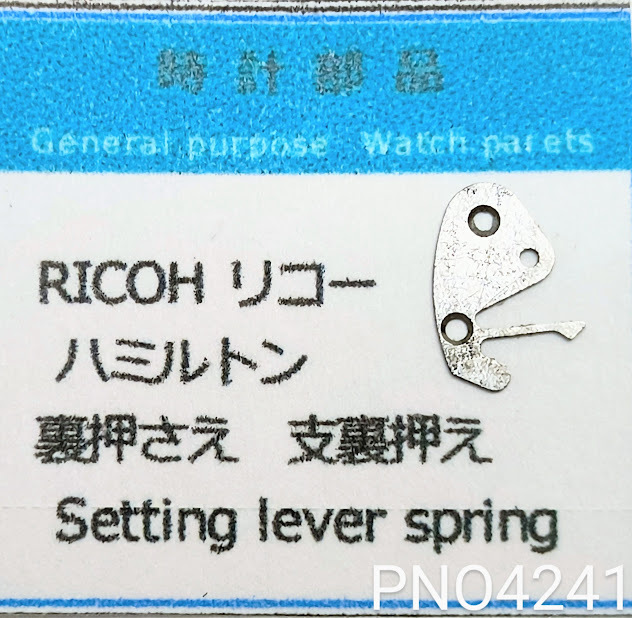 時計部品
General purpose Watch parets
RICOH リコー
ハミルトン
裏押さえ 支裏押え
Setting lever spring
PNO4241